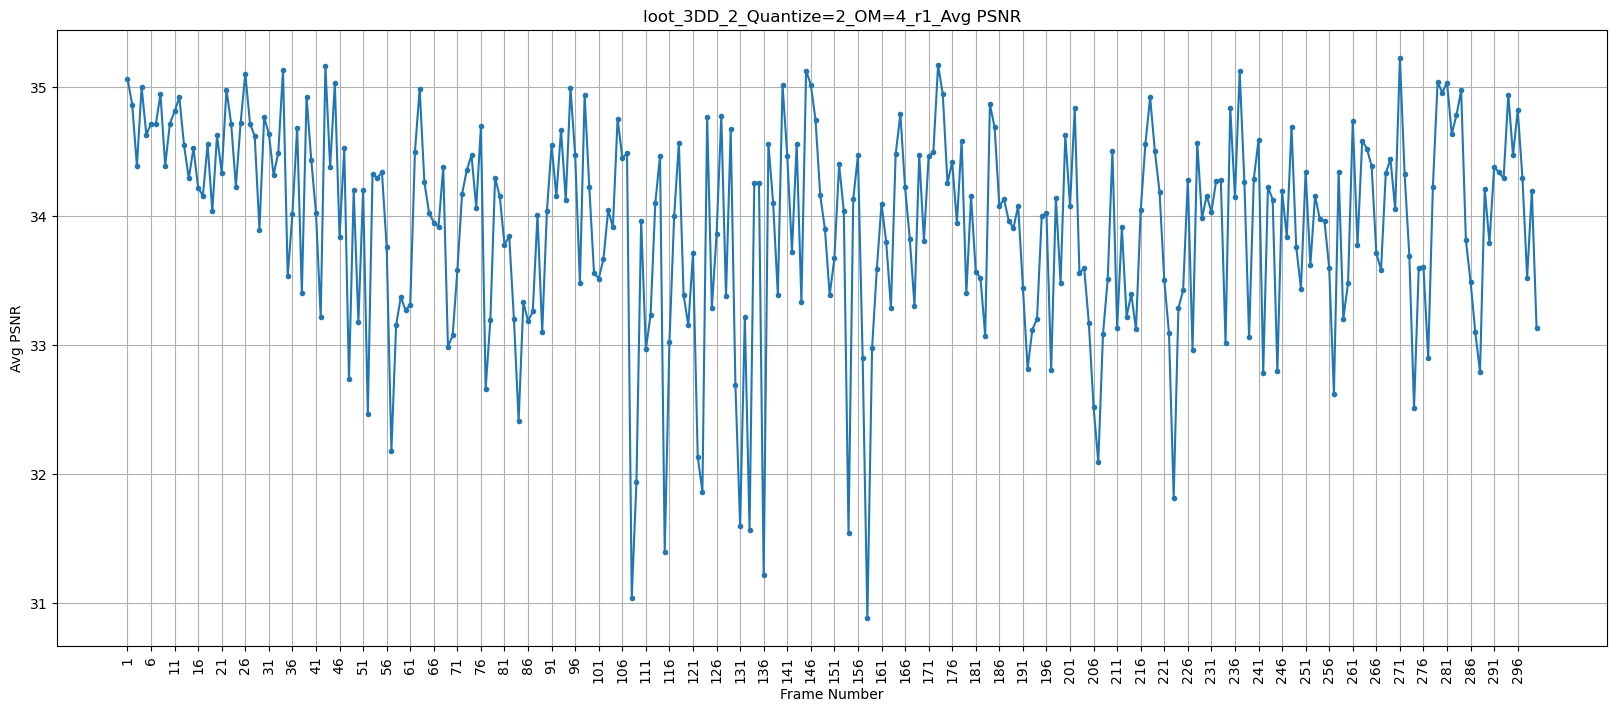 loot_3DD_2_Quantize=2_OM=4_r1_Avg PSNR
Avg PSNR
35
34
33
32
31
1 6 11 16 21 26 31 36 41 46 51 56 61 66 71 76 81 86 91 96 101 106 111 116 121 126 131 136 141 146 151 156 161 166 171 176 181 186 191 196 201 206 211 216 221 226 231 236 241 246 251 256 261 266 271 276 281 286 291 296
Frame Number